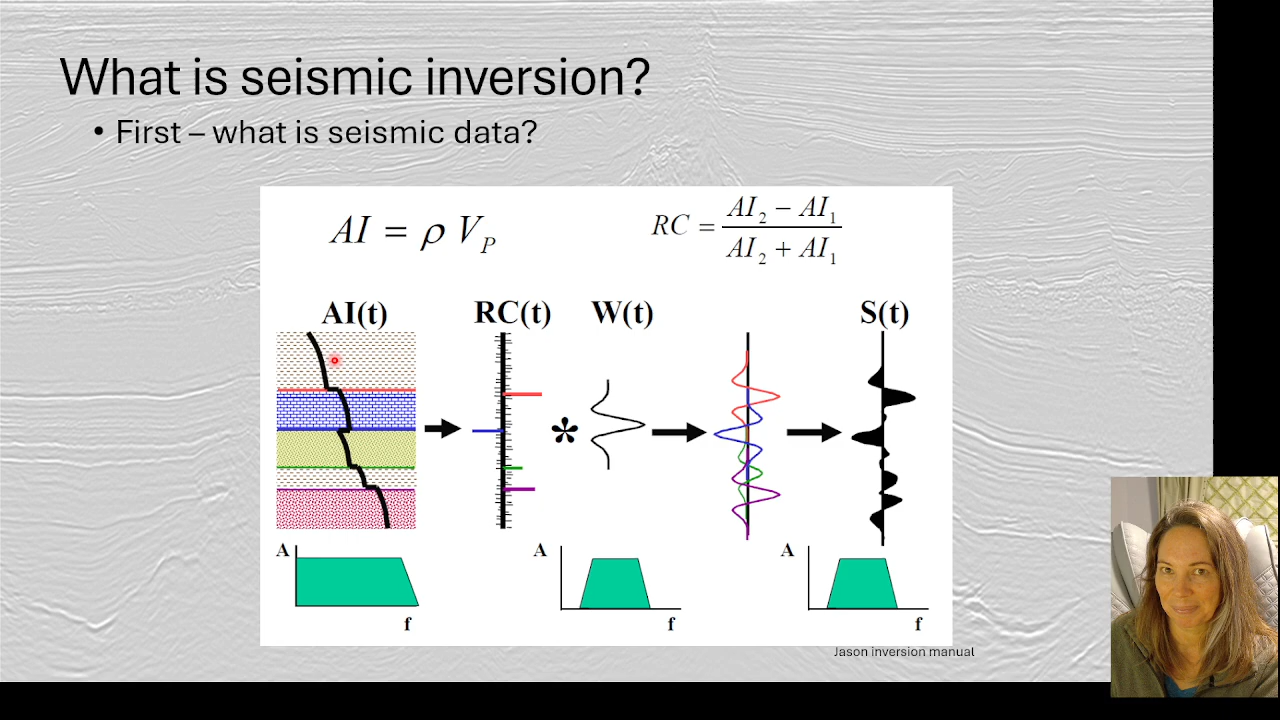 What is seismic inversion?
• First – what is seismic data?
AI = ρ V_P
RC = (AI_2 − AI_1) / (AI_2 + AI_1)
AI(t)
RC(t)
W(t)
S(t)
*
A
f
A
f
A
f
Jason inversion manual